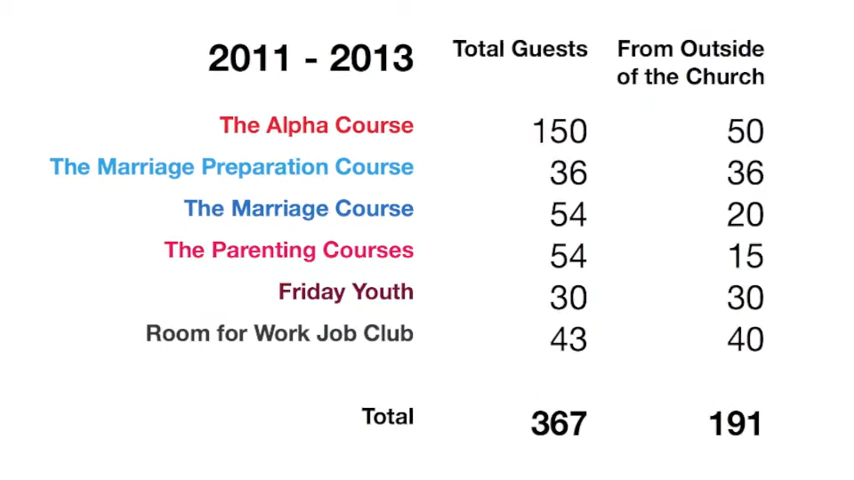 2011 - 2013 Total Guests From Outside
of the Church
The Alpha Course 150 50
The Marriage Preparation Course 36 36
The Marriage Course 54 20
The Parenting Courses 54 15
Friday Youth 30 30
Room for Work Job Club 43 40
Total 367 191